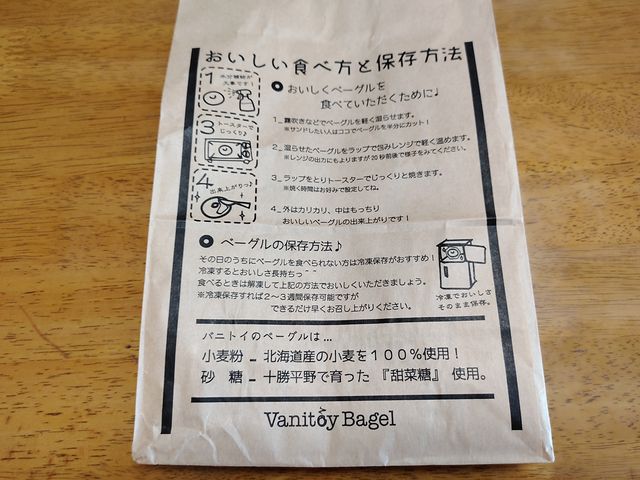 おいしい食べ方と保存方法
1 水分補給が
大事です!
おいしくベーグルを
食べていただくために♪
1_霧吹きなどでベーグルを軽く湿らせます。
※サンドしたい人はココでベーグルを半分にカット!
2_湿らせたベーグルをラップで包みレンジで軽く温めます。
※レンジの出力にもよりますが20秒前後で様子をみてください。
3 トースターで
じっくり♪
3_ラップをとりトースターでじっくりと焼きます。
※焼く時間はお好みで設定してね。
4 出来上がりっ♪
4_外はカリカリ、中はもっちり
おいしいベーグルの出来上がりです!
ベーグルの保存方法♪
その日のうちにベーグルを食べられない方は冷凍保存がおすすめ!
冷凍するとおいしさ長持ちっ^^
食べるときは解凍して上記の方法でおいしくいただきましょう。
※冷凍保存すれば2~3週間保存可能ですが
できるだけ早くお召し上がりください。
冷凍でおいしさ
そのまま保存。
バニトイのベーグルは...
小麦粉 _ 北海道産の小麦を100%使用!
砂 糖 _ 十勝平野で育った『甜菜糖』使用。
Vanitoy Bagel